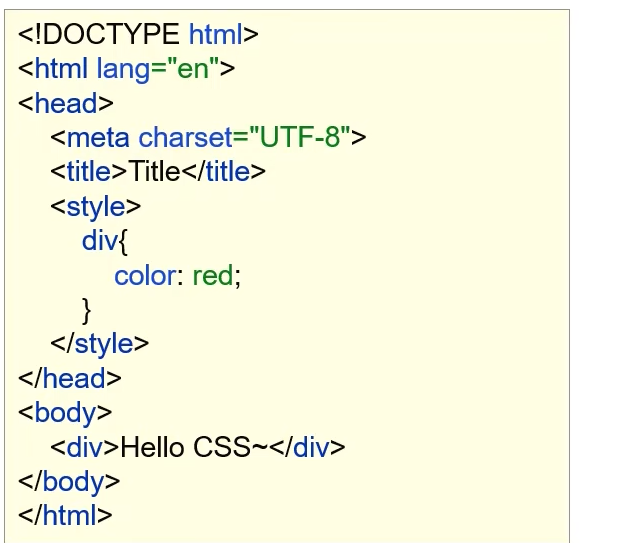 <!DOCTYPE html>
<html lang="en">
<head>
    <meta charset="UTF-8">
    <title>Title</title>
    <style>
        div{
            color: red;
        }
    </style>
</head>
<body>
    <div>Hello CSS~</div>
</body>
</html>